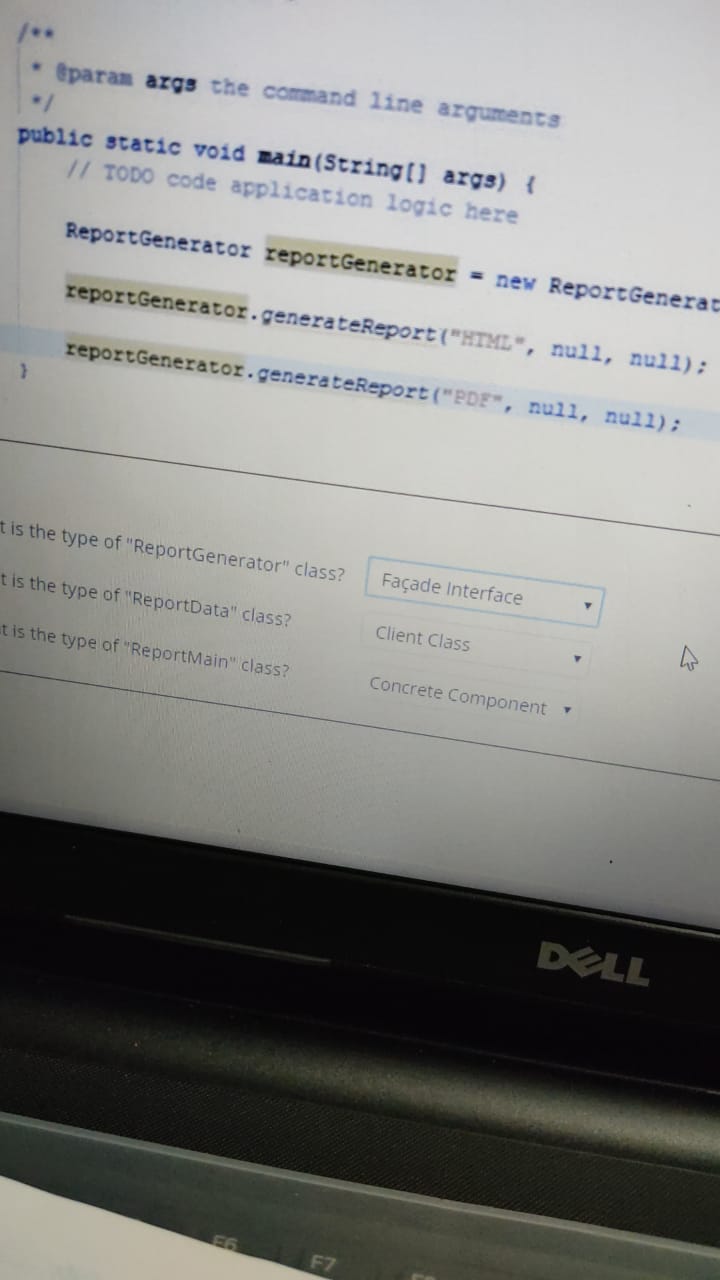 /**
* @param args the command line arguments
*/
public static void main(String[] args) {
// TODO code application logic here
ReportGenerator reportGenerator = new ReportGenerat
reportGenerator.generateReport("HTML", null, null);
reportGenerator.generateReport("PDF", null, null);
}
t is the type of "ReportGenerator" class? Façade Interface
t is the type of "ReportData" class? Client Class
t is the type of "ReportMain" class? Concrete Component
DELL
F6 F7